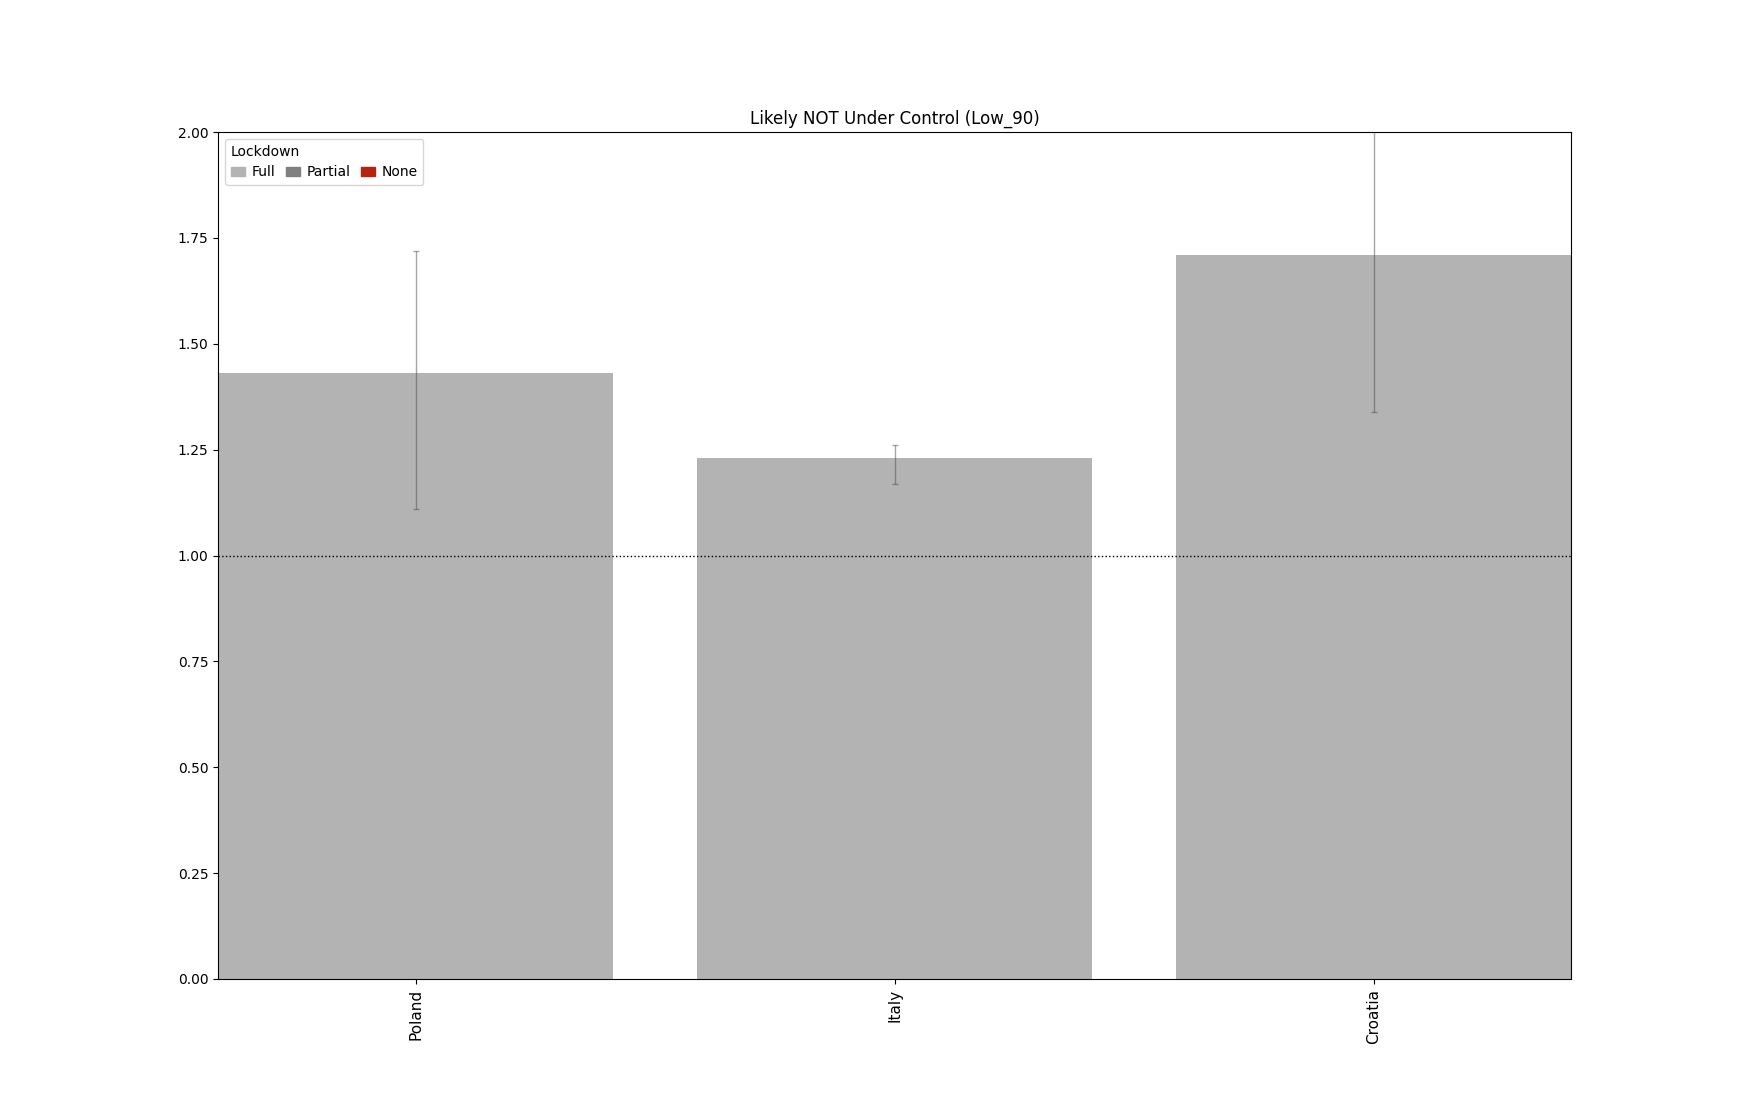 Likely NOT Under Control (Low_90)
Lockdown
Full Partial None
2.00
1.75
1.50
1.25
1.00
0.75
0.50
0.25
0.00
Poland
Italy
Croatia